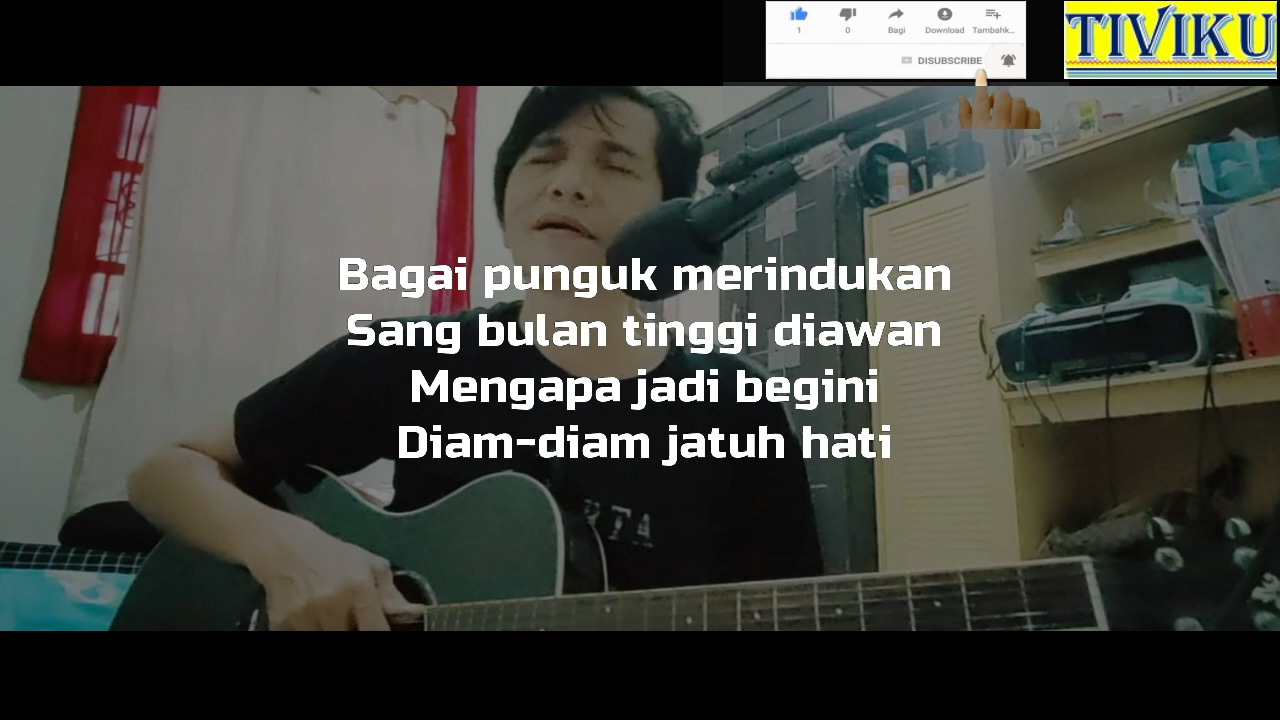 1
0
Bagi
Download
Tambahk...
DISUBSCRIBE
TIVIKU
Bagai punguk merindukan
Sang bulan tinggi diawan
Mengapa jadi begini
Diam-diam jatuh hati
RTA